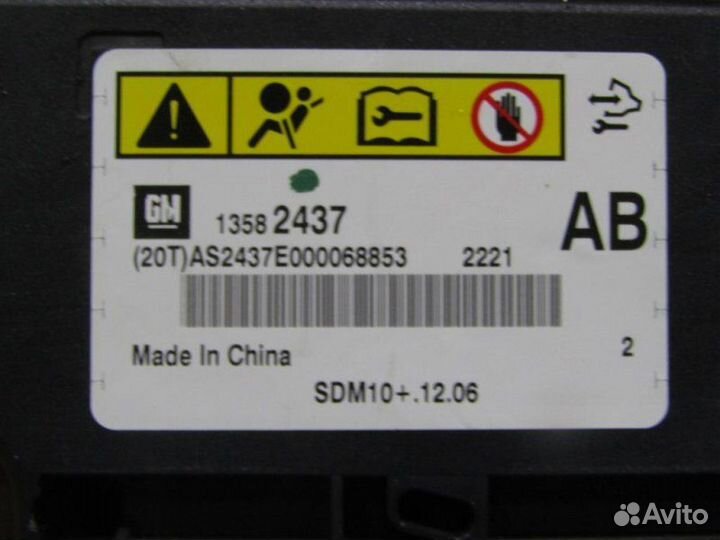 GM 1358 2437 AB
(20T)AS2437E000068853 2221
Made In China 2
SDM10+.12.06
Avito